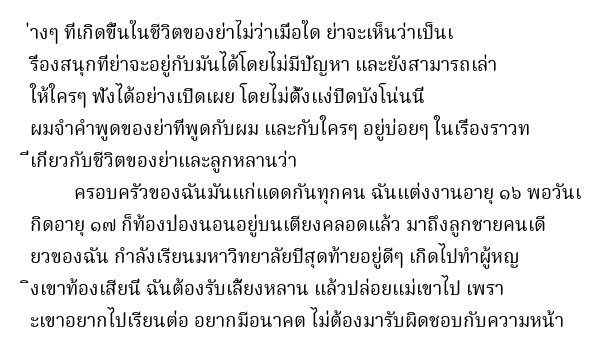 ่างๆ ที่เกิดขึ้นในชีวิตของย่าไม่ว่าเมื่อใด ย่าจะเห็นว่าเป็นเ
รื่องสนุกที่ย่าจะอยู่กับมันได้โดยไม่มีปัญหา และยังสามารถเล่า
ให้ใครๆ ฟังได้อย่างเปิดเผย โดยไม่ตั้งแง่ปิดบังโน่นนี่
ผมจำคำพูดของย่าที่พูดกับผม และกับใครๆ อยู่บ่อยๆ ในเรื่องราวท
ี่เกี่ยวกับชีวิตของย่าและลูกหลานว่า
ครอบครัวของฉันมันแก่แดดกันทุกคน ฉันแต่งงานอายุ ๑๖ พอวันเ
กิดอายุ ๑๗ ก็ท้องป่องนอนอยู่บนเตียงคลอดแล้ว มาถึงลูกชายคนเดี
ยวของฉัน กำลังเรียนมหาวิทยาลัยปีสุดท้ายอยู่ดีๆ เกิดไปทำผู้หญ
ิงเขาท้องเสียนี่ ฉันต้องรับเลี้ยงหลาน แล้วปล่อยแม่เขาไป เพรา
ะเขาอยากไปเรียนต่อ อยากมีอนาคต ไม่ต้องมารับผิดชอบกับความหน้า